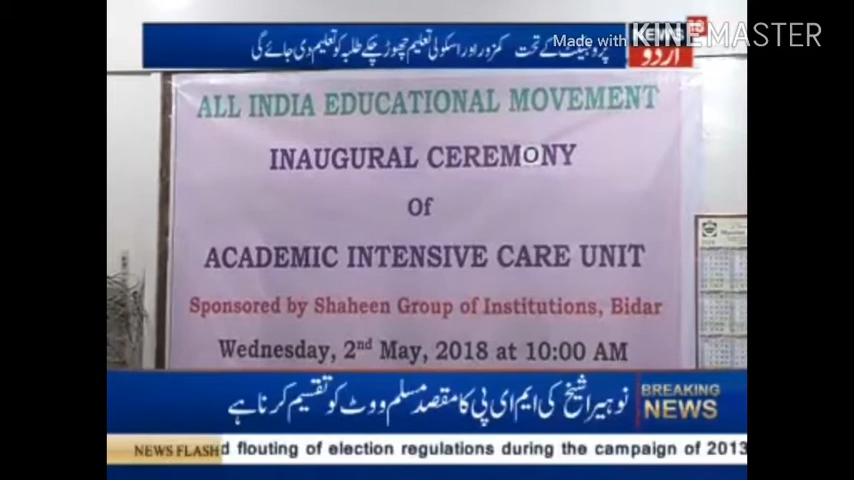 پروجیکٹ کے تحت کمزور اور اسکولی تعلیم چھوڑ چکے طلبہ کو تعلیم دی جائے گی
NEWS 18
اردو
Made with KINEMASTER
ALL INDIA EDUCATIONAL MOVEMENT
INAUGURAL CEREMONY
Of
ACADEMIC INTENSIVE CARE UNIT
Sponsored by Shaheen Group of Institutions, Bidar
Wednesday, 2nd May, 2018 at 10:00 AM
نوہیرا شیخ کی ایم ای پی کا مقصد مسلم ووٹ کو تقسیم کرنا ہے
BREAKING
NEWS
NEWS FLASH d flouting of election regulations during the campaign of 2013